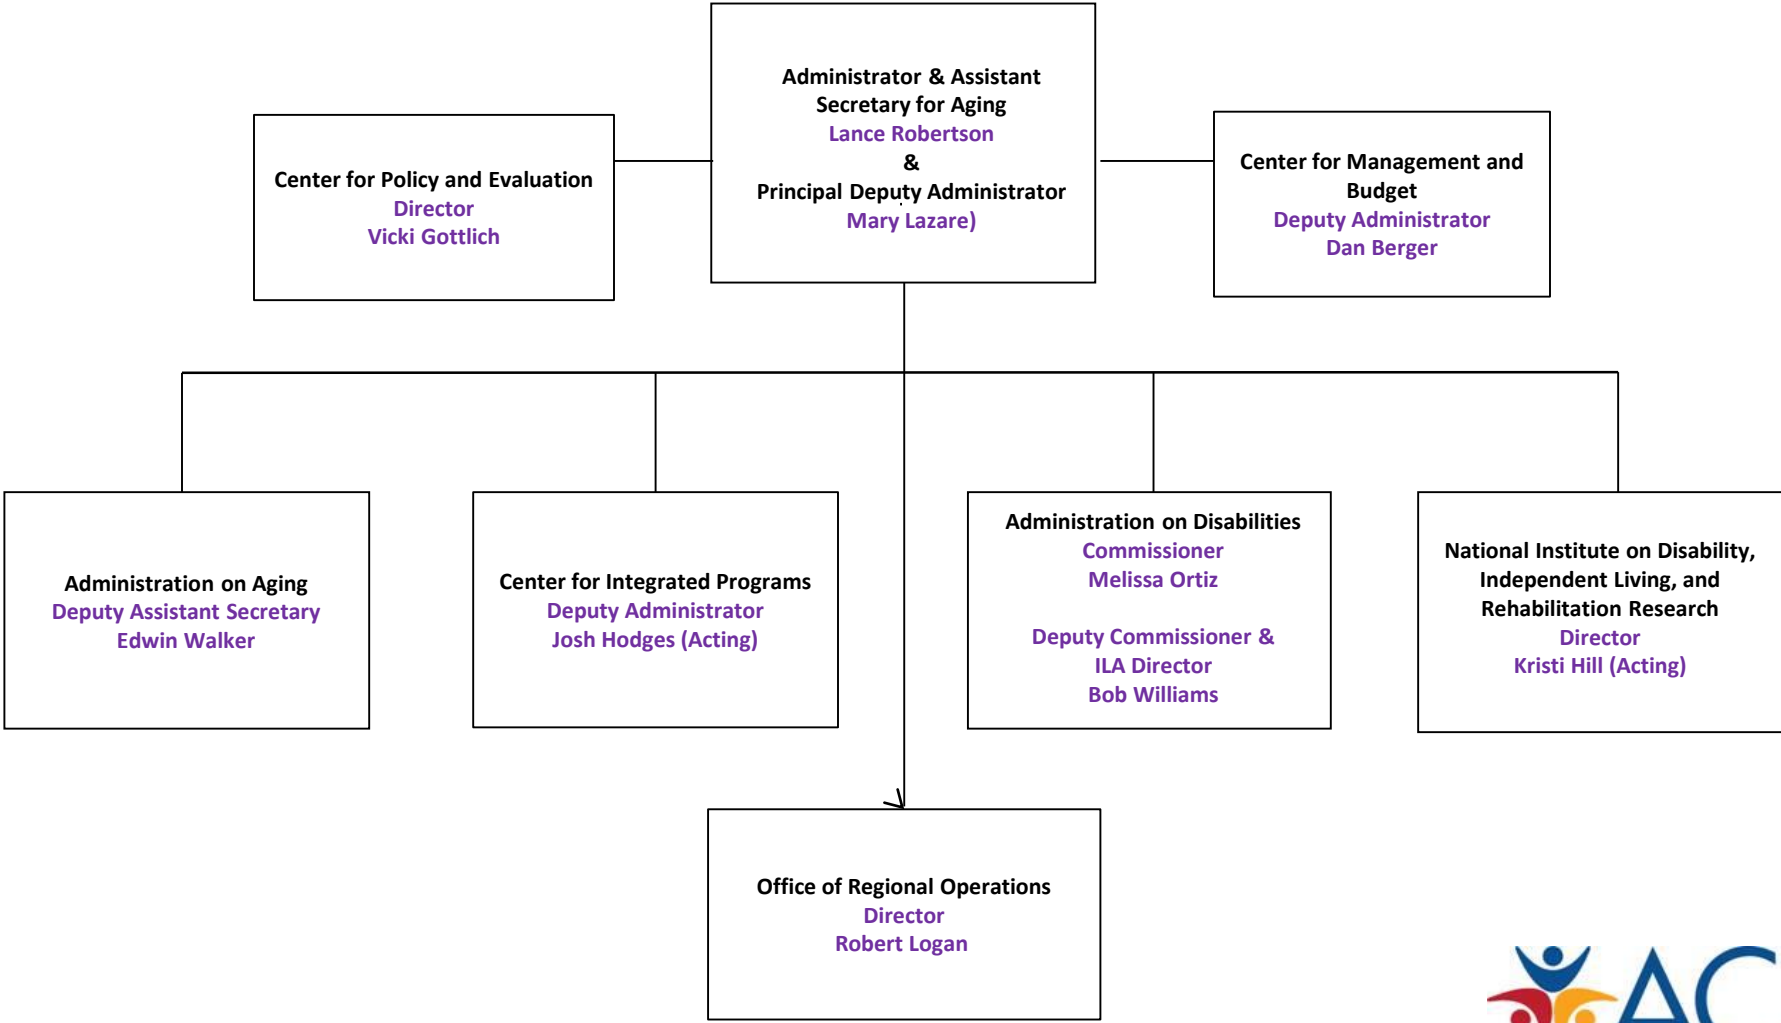 Administrator & Assistant
Secretary for Aging
Lance Robertson
&
Principal Deputy Administrator
Mary Lazare)
Center for Policy and Evaluation
Director
Vicki Gottlich
Center for Management and
Budget
Deputy Administrator
Dan Berger
Administration on Aging
Deputy Assistant Secretary
Edwin Walker
Center for Integrated Programs
Deputy Administrator
Josh Hodges (Acting)
Administration on Disabilities
Commissioner
Melissa Ortiz
Deputy Commissioner &
ILA Director
Bob Williams
National Institute on Disability,
Independent Living, and
Rehabilitation Research
Director
Kristi Hill (Acting)
Office of Regional Operations
Director
Robert Logan
AC